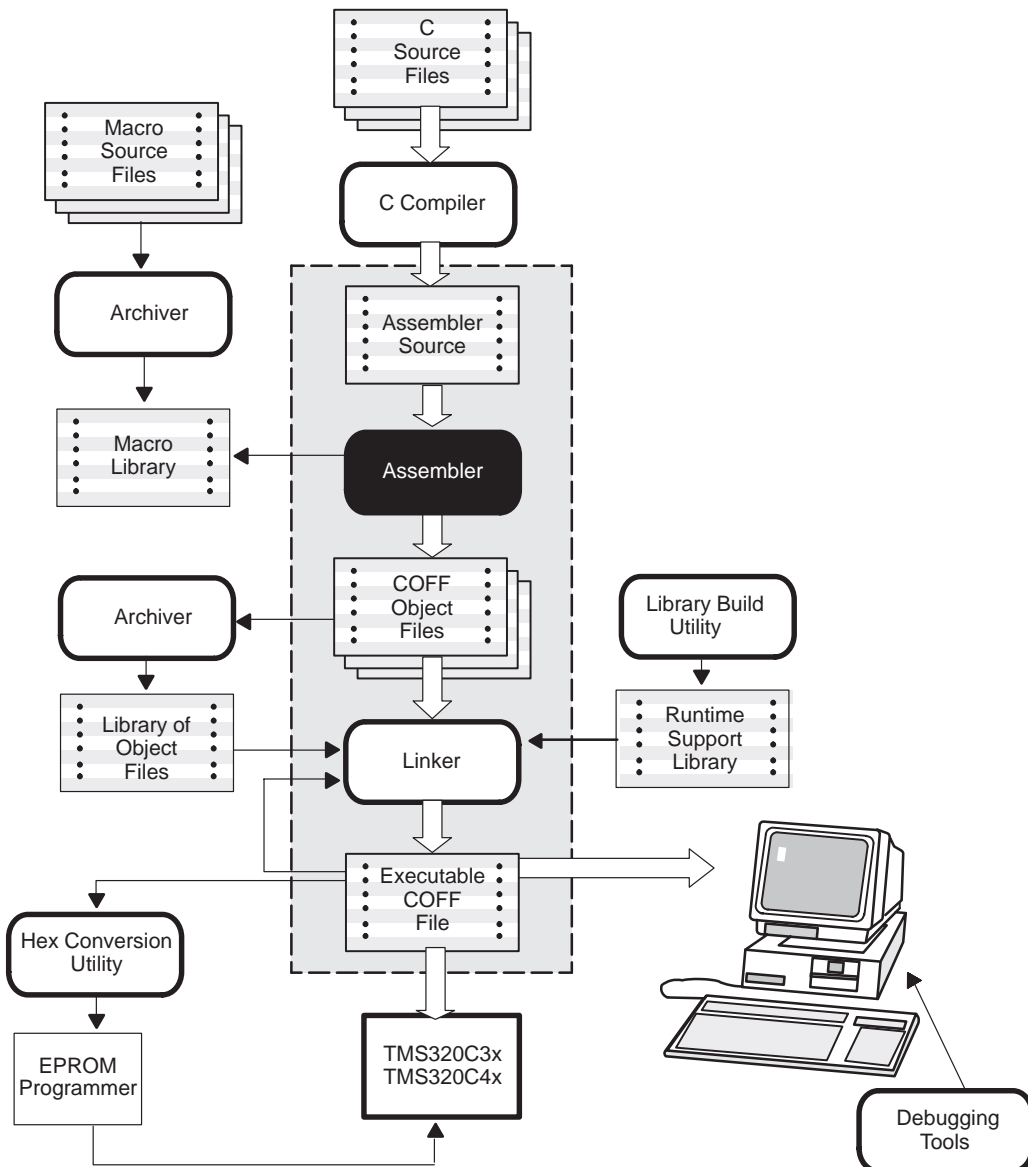 C
Source
Files
Macro
Source
Files
C Compiler
Archiver
Assembler
Source
Macro
Library
Assembler
COFF
Object
Files
Archiver
Library Build
Utility
Library of
Object
Files
Linker
Runtime
Support
Library
Executable
COFF
File
Hex Conversion
Utility
EPROM
Programmer
TMS320C3x
TMS320C4x
Debugging
Tools